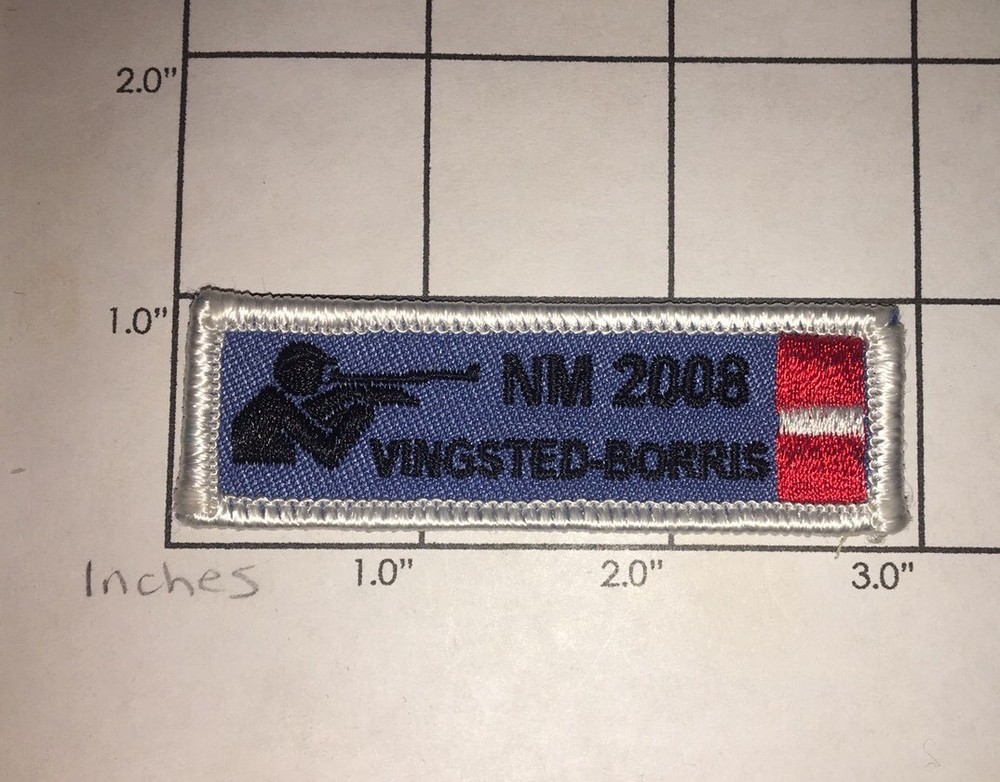 2.0"
1.0"
NM 2008
VINGSTED-BORRIS
Inches 1.0" 2.0" 3.0"